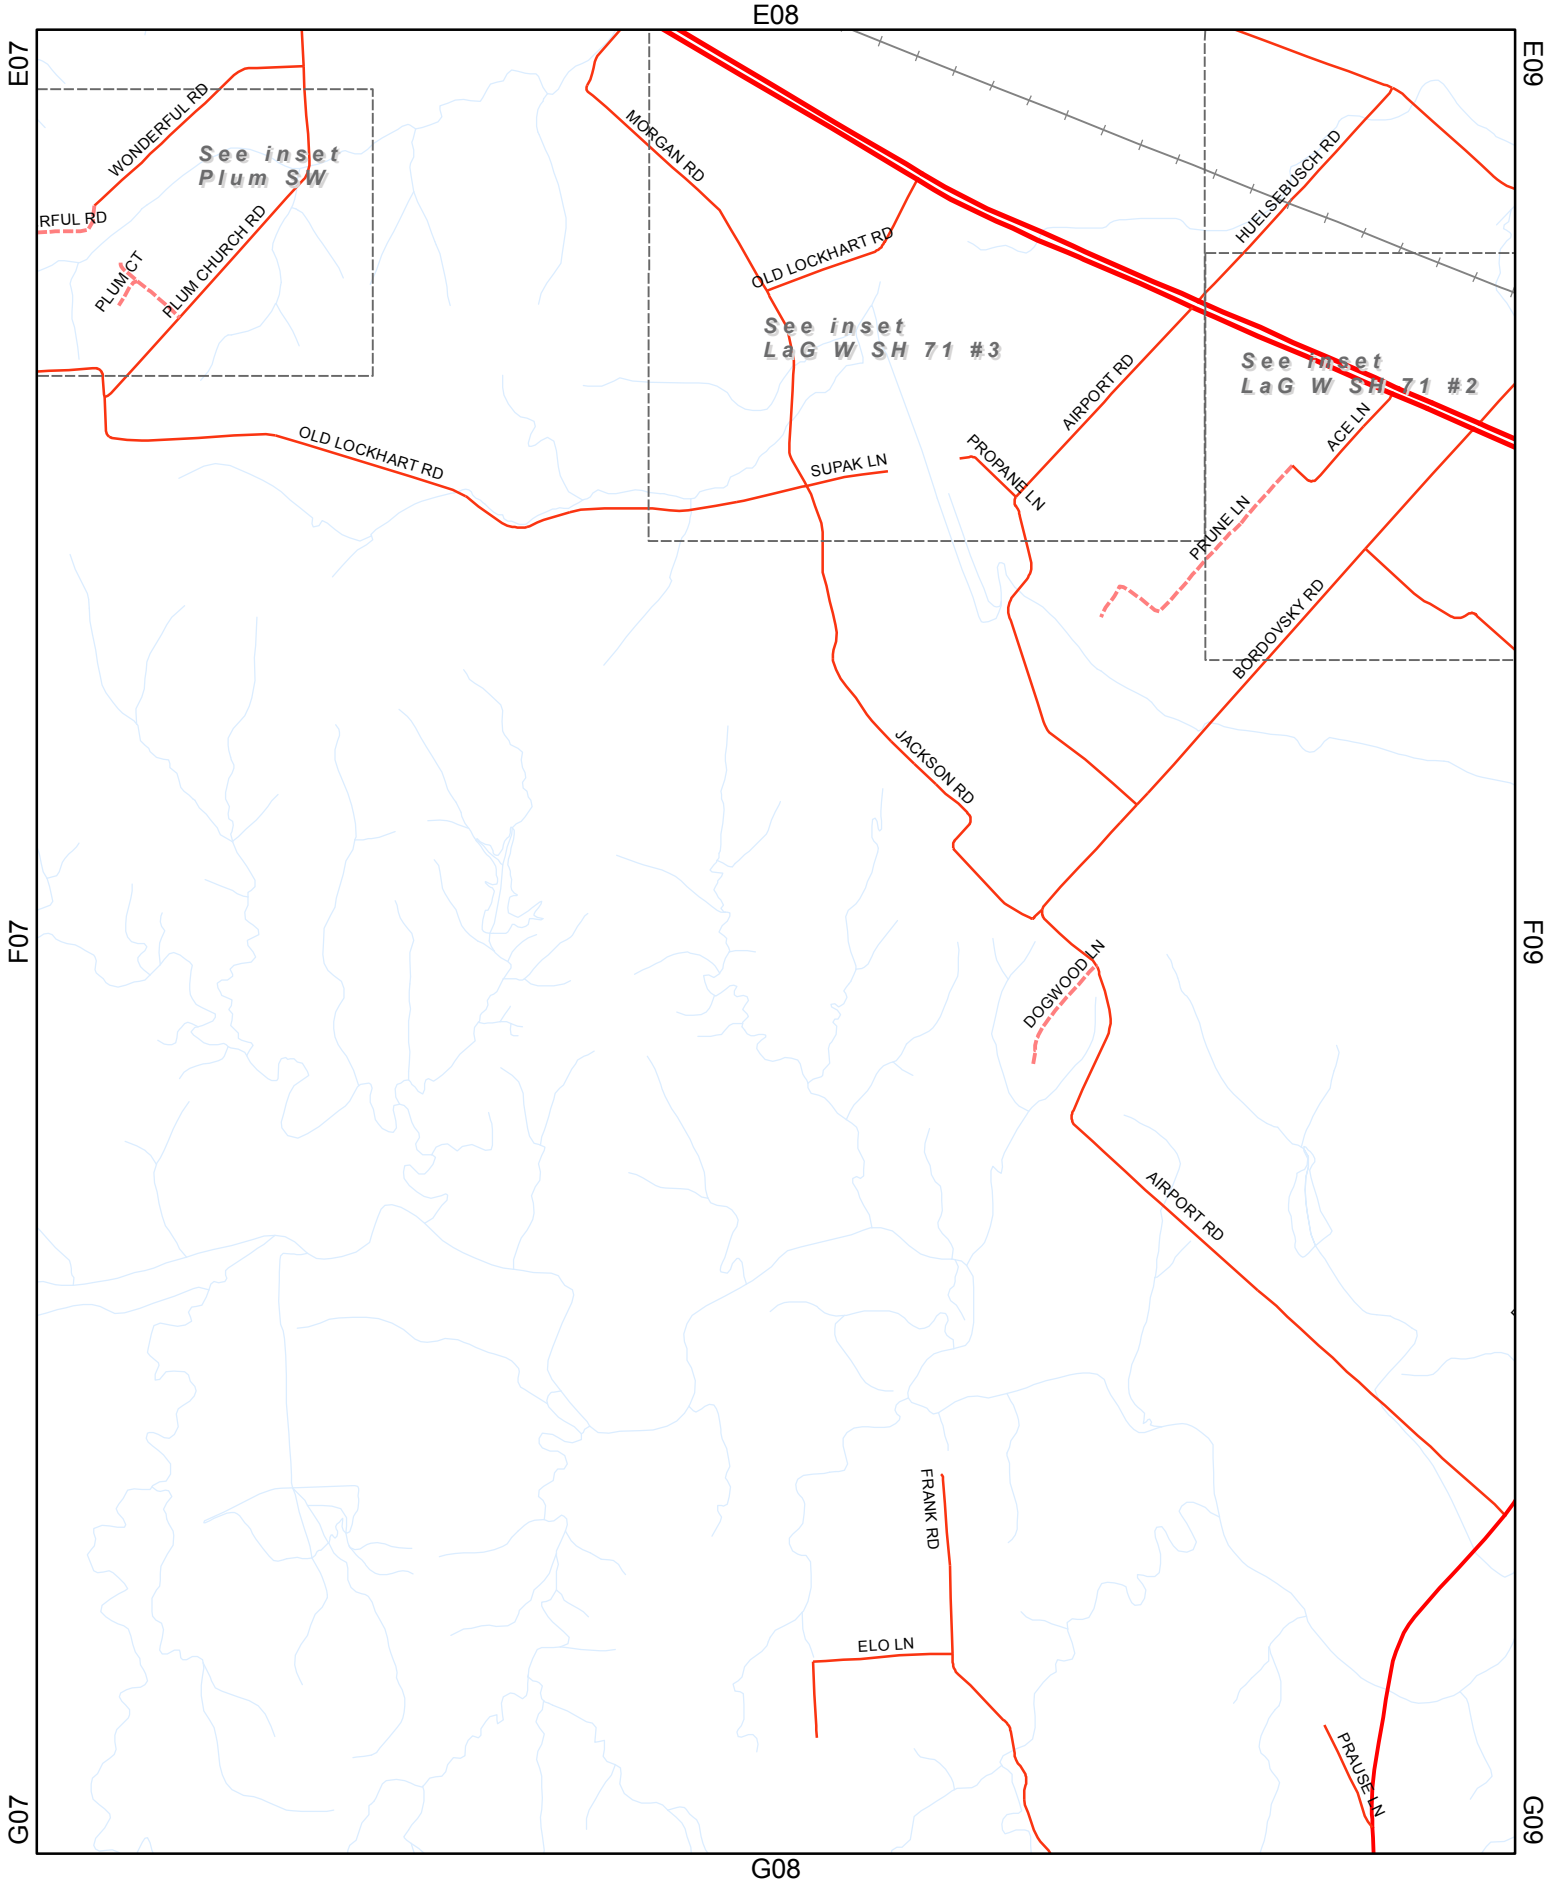 E08
E07
E09
WONDERFUL RD
MORGAN RD
HUELSEBUSCH RD
See inset
Plum SW
RFUL RD
PLUM CT
PLUM CHURCH RD
OLD LOCKHART RD
See inset
LaG W SH 71 #3
AIRPORT RD
See inset
LaG W SH 71 #2
ACE LN
OLD LOCKHART RD
SUPAK LN
PROPANE LN
PRUNE LN
BORDOVSKY RD
JACKSON RD
F07
F09
DOGWOOD LN
AIRPORT RD
FRANK RD
ELO LN
PRAUSE LN
G07
G09
G08